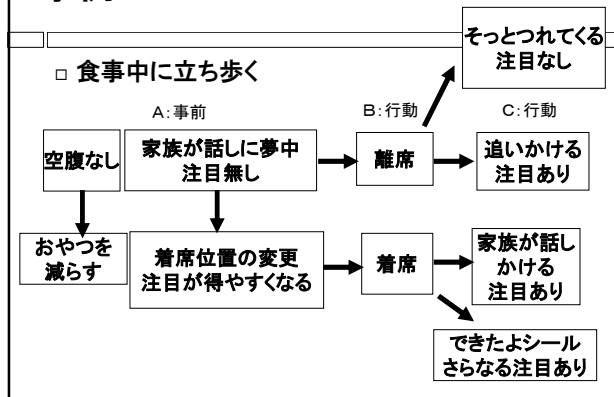 そっとつれてくる
注目なし
□ 食事中に立ち歩く
A:事前
B:行動
C:行動
空腹なし
家族が話しに夢中
注目無し
離席
追いかける
注目あり
おやつを
減らす
着席位置の変更
注目が得やすくなる
着席
家族が話し
かける
注目あり
できたよシール
さらなる注目あり